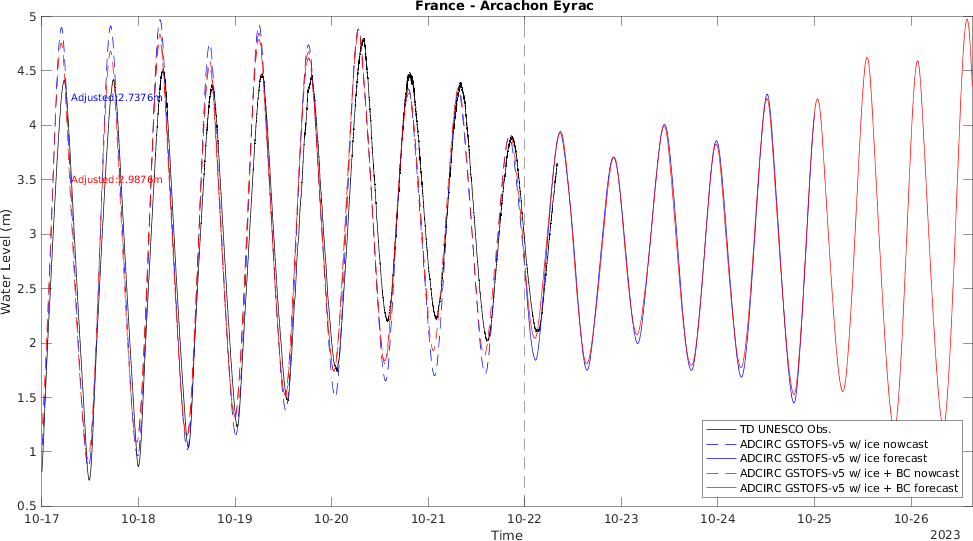 France - Arcachon Eyrac
5
4.5
4
3.5
3
2.5
2
1.5
1
0.5
Water Level (m)
Adjusted:2.7376m
Adjusted:2.9876m
TD UNESCO Obs.
ADCIRC GSTOFS-v5 w/ ice nowcast
ADCIRC GSTOFS-v5 w/ ice forecast
ADCIRC GSTOFS-v5 w/ ice + BC nowcast
ADCIRC GSTOFS-v5 w/ ice + BC forecast
10-17 10-18 10-19 10-20 10-21 10-22 10-23 10-24 10-25 10-26
Time
2023